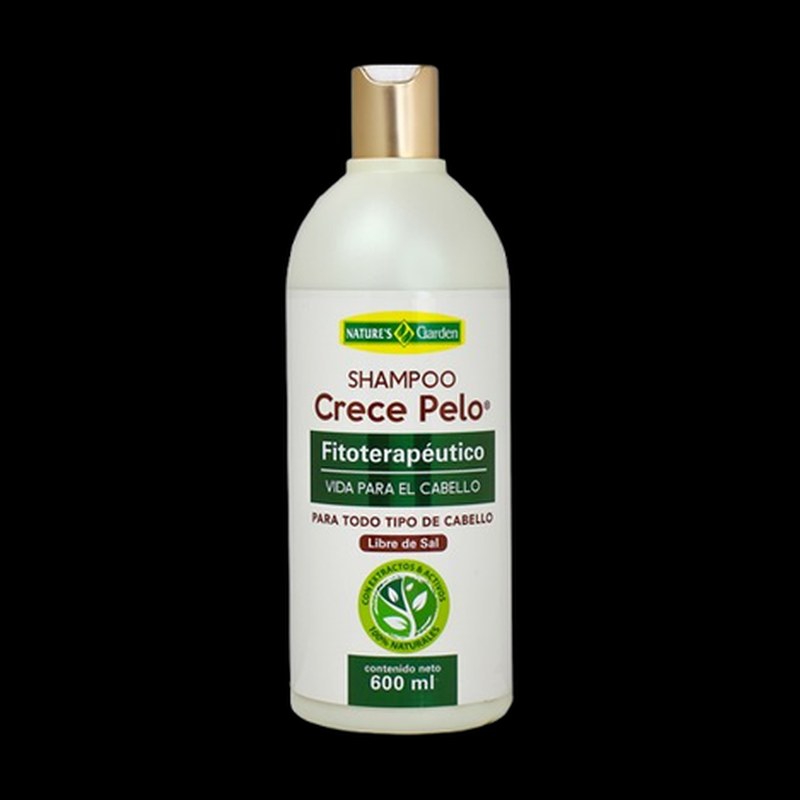 NATURE'S Garden
SHAMPOO
Crece Pelo®
Fitoterapéutico
VIDA PARA EL CABELLO
PARA TODO TIPO DE CABELLO
Libre de Sal
CON EXTRACTOS & ACTIVOS
100% NATURALES
contenido neto
600 ml